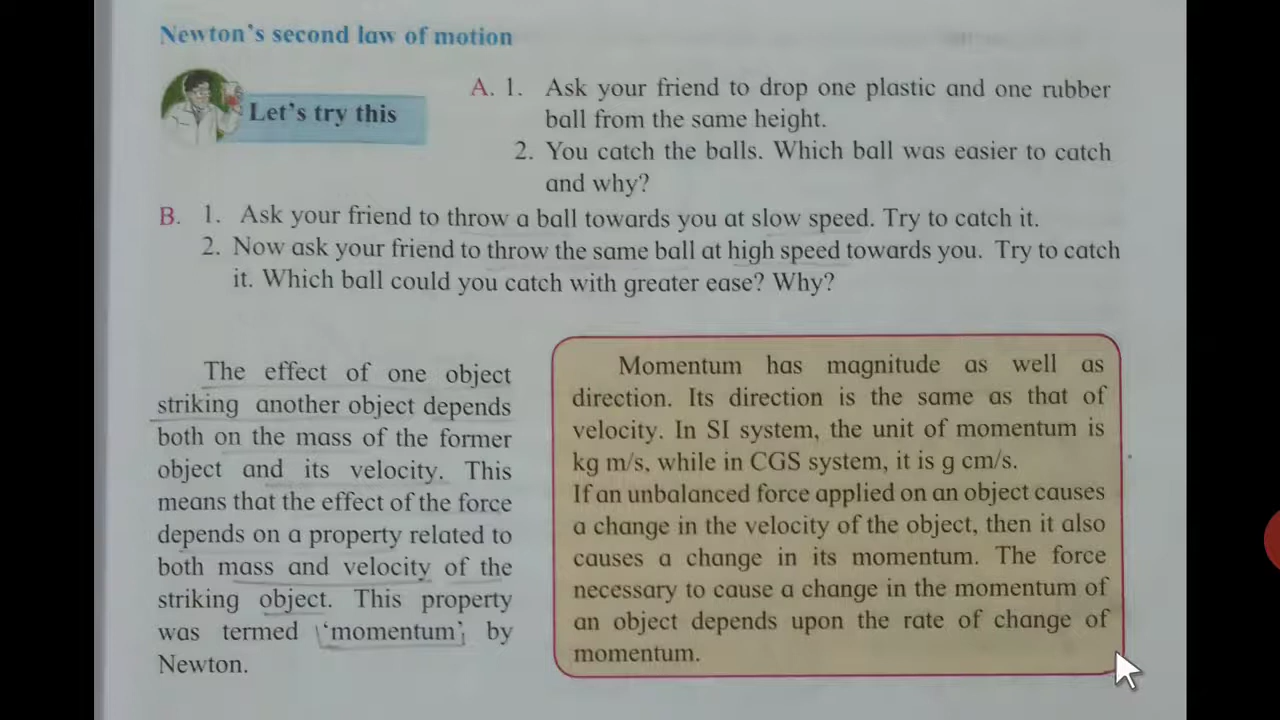 Newton's second law of motion
Let's try this
A. 1. Ask your friend to drop one plastic and one rubber
ball from the same height.
2. You catch the balls. Which ball was easier to catch
and why?
B. 1. Ask your friend to throw a ball towards you at slow speed. Try to catch it.
2. Now ask your friend to throw the same ball at high speed towards you. Try to catch
it. Which ball could you catch with greater ease? Why?
The effect of one object
striking another object depends
both on the mass of the former
object and its velocity. This
means that the effect of the force
depends on a property related to
both mass and velocity of the
striking object. This property
was termed 'momentum' by
Newton.
Momentum has magnitude as well as
direction. Its direction is the same as that of
velocity. In SI system, the unit of momentum is
kg m/s, while in CGS system, it is g cm/s.
If an unbalanced force applied on an object causes
a change in the velocity of the object, then it also
causes a change in its momentum. The force
necessary to cause a change in the momentum of
an object depends upon the rate of change of
momentum.